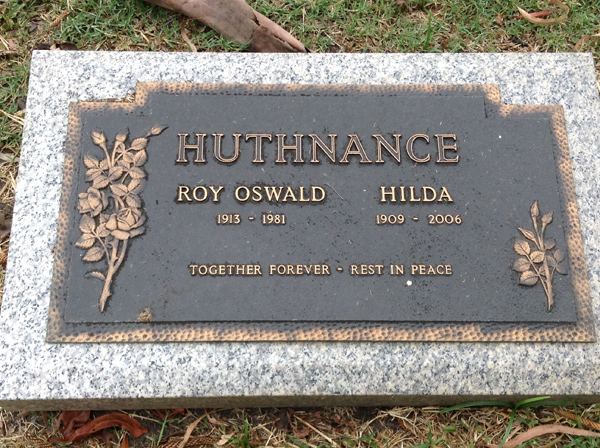 HUTHNANCE
ROY OSWALD HILDA
1913 - 1981 1909 - 2006
TOGETHER FOREVER - REST IN PEACE